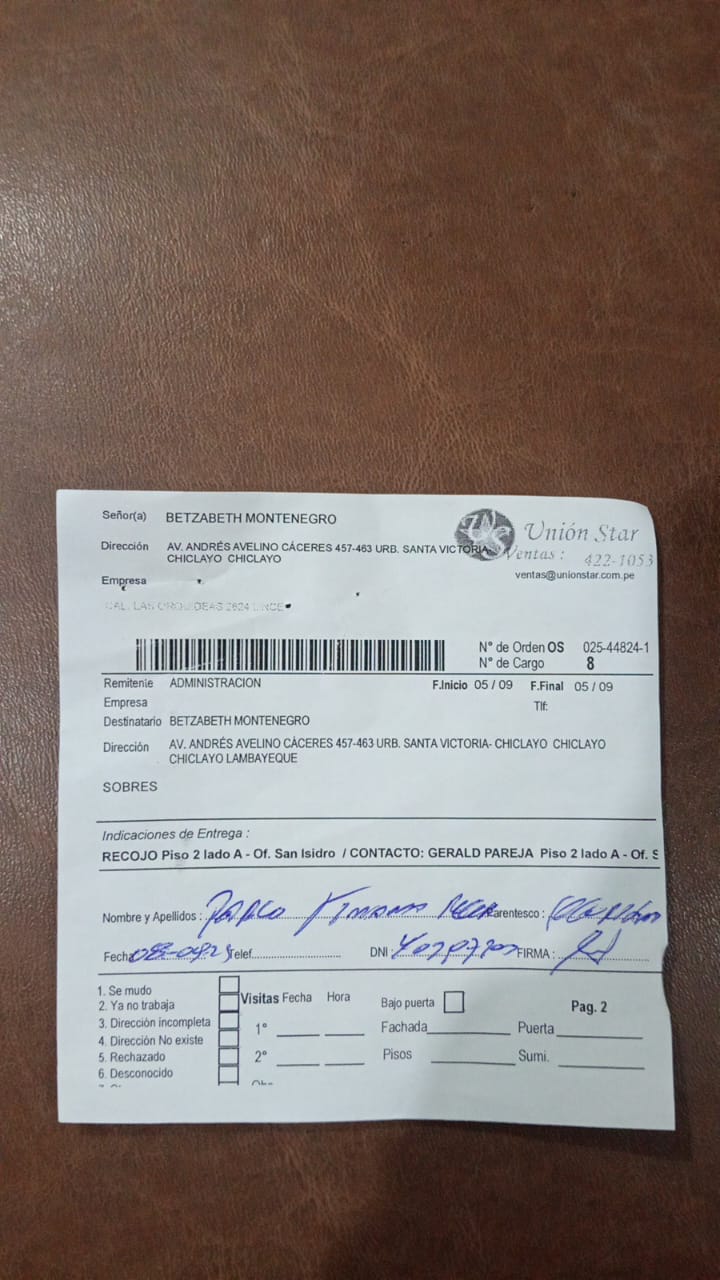 Señor(a) BETZABETH MONTENEGRO
Unión Star
Dirección AV. ANDRÉS AVELINO CÁCERES 457-463 URB. SANTA VICTORIA-
CHICLAYO CHICLAYO
Ventas : 422-1053
ventas@unionstar.com.pe
Empresa
CAL. LAS ORQUIDEAS 2624 LINCE
N° de Orden OS 025-44824-1
N° de Cargo 8
Remitente ADMINISTRACION F.Inicio 05 / 09 F.Final 05 / 09
Empresa Tlf:
Destinatario BETZABETH MONTENEGRO
Dirección AV. ANDRÉS AVELINO CÁCERES 457-463 URB. SANTA VICTORIA- CHICLAYO CHICLAYO
CHICLAYO LAMBAYEQUE
SOBRES
Indicaciones de Entrega :
RECOJO Piso 2 lado A - Of. San Isidro / CONTACTO: GERALD PAREJA Piso 2 lado A - Of. S
Nombre y Apellidos : Parentesco :
Fecha Telef. DNI FIRMA :
1. Se mudo
2. Ya no trabaja
3. Dirección incompleta
4. Dirección No existe
5. Rechazado
6. Desconocido
Visitas Fecha Hora
1°
2°
Bajo puerta
Pag. 2
Fachada Puerta
Pisos Sumi.